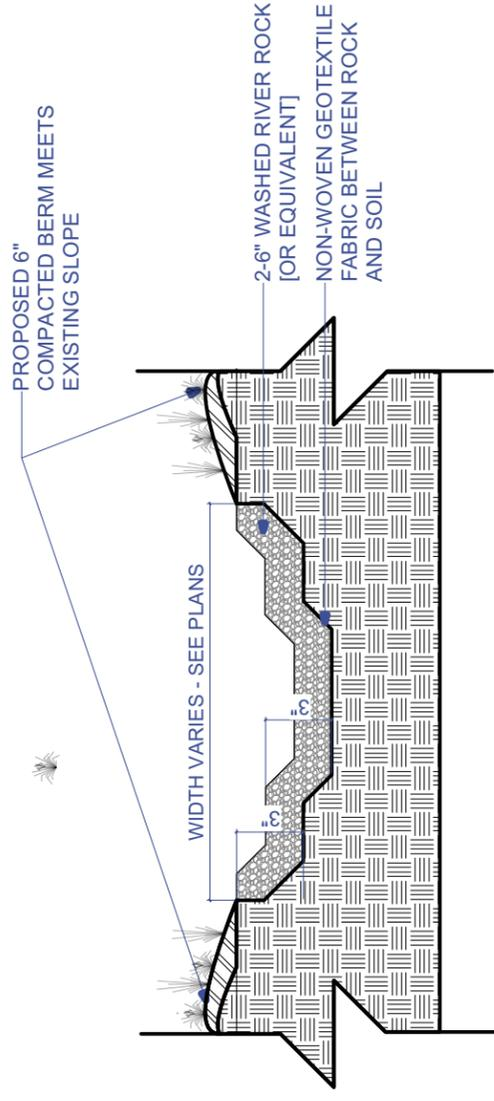 PROPOSED 6"
COMPACTED BERM MEETS
EXISTING SLOPE
2-6" WASHED RIVER ROCK
[OR EQUIVALENT]
NON-WOVEN GEOTEXTILE
FABRIC BETWEEN ROCK
AND SOIL
WIDTH VARIES - SEE PLANS
3"
3"